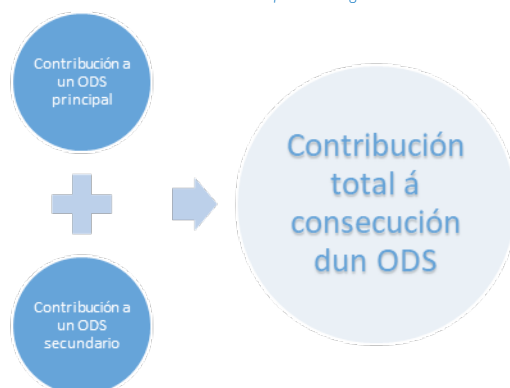 Contribución a
un ODS
principal
Contribución
total á
consecución
dun ODS
Contribución a
un ODS
secundario